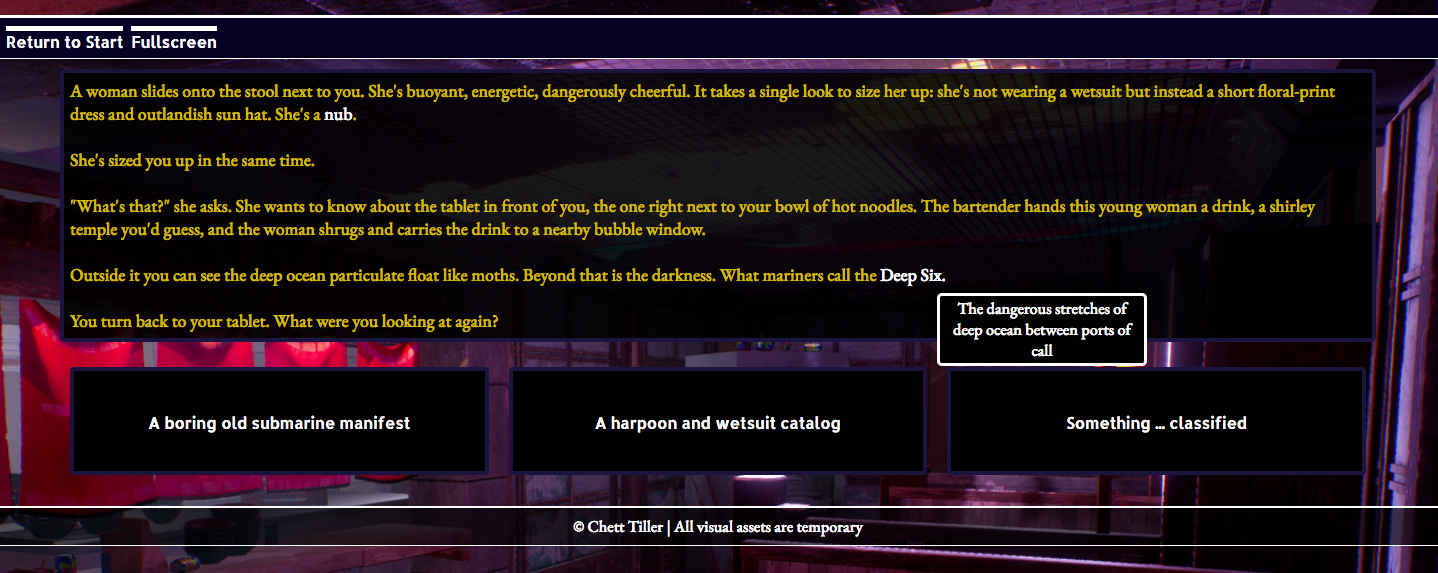 Return to Start Fullscreen
A woman slides onto the stool next to you. She's buoyant, energetic, dangerously cheerful. It takes a single look to size her up: she's not wearing a wetsuit but instead a short floral-print
dress and outlandish sun hat. She's a nub.
She's sized you up in the same time.
"What's that?" she asks. She wants to know about the tablet in front of you, the one right next to your bowl of hot noodles. The bartender hands this young woman a drink, a shirley
temple you'd guess, and the woman shrugs and carries the drink to a nearby bubble window.
Outside it you can see the deep ocean particulate float like moths. Beyond that is the darkness. What mariners call the Deep Six.
The dangerous stretches of
deep ocean between ports of
call
You turn back to your tablet. What were you looking at again?
A boring old submarine manifest
A harpoon and wetsuit catalog
Something ... classified
© Chett Tiller | All visual assets are temporary